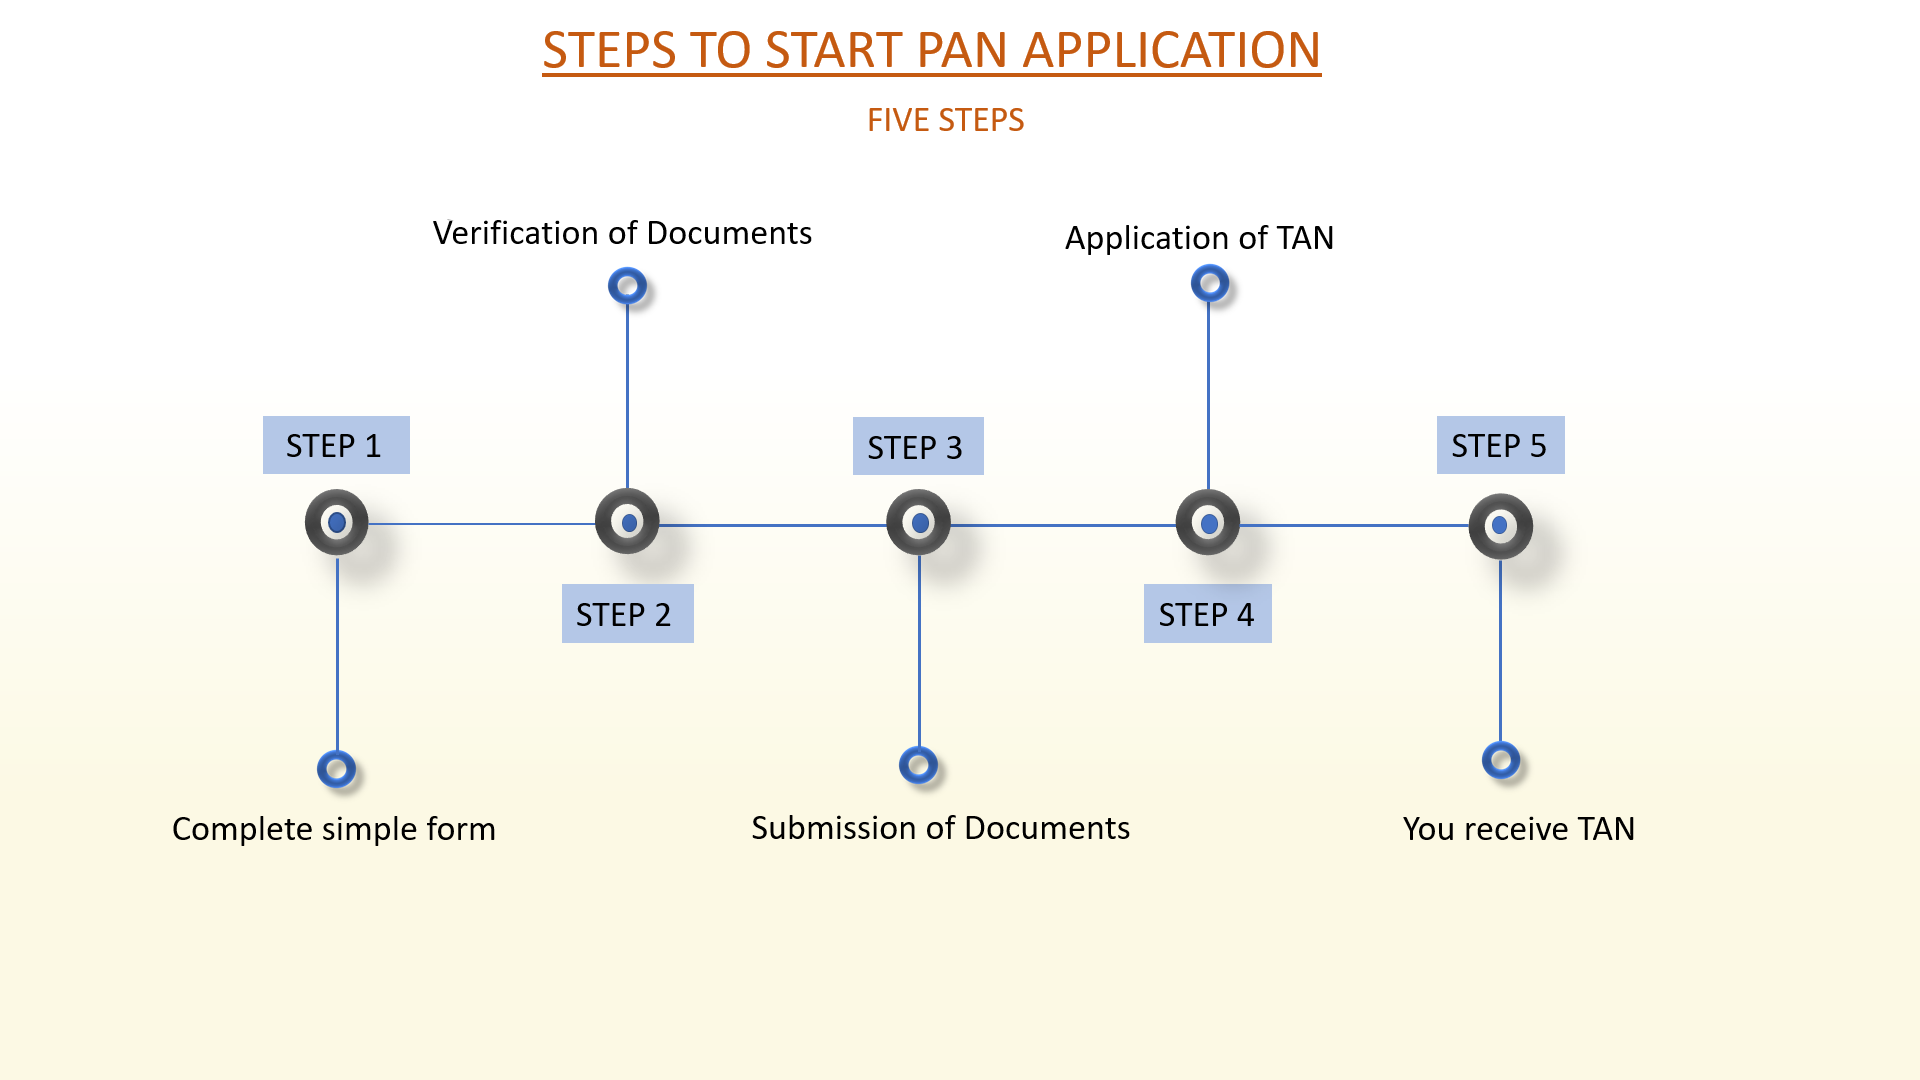 STEPS TO START PAN APPLICATION
FIVE STEPS
Verification of Documents
Application of TAN
STEP 1
STEP 3
STEP 5
STEP 2
STEP 4
Complete simple form
Submission of Documents
You receive TAN